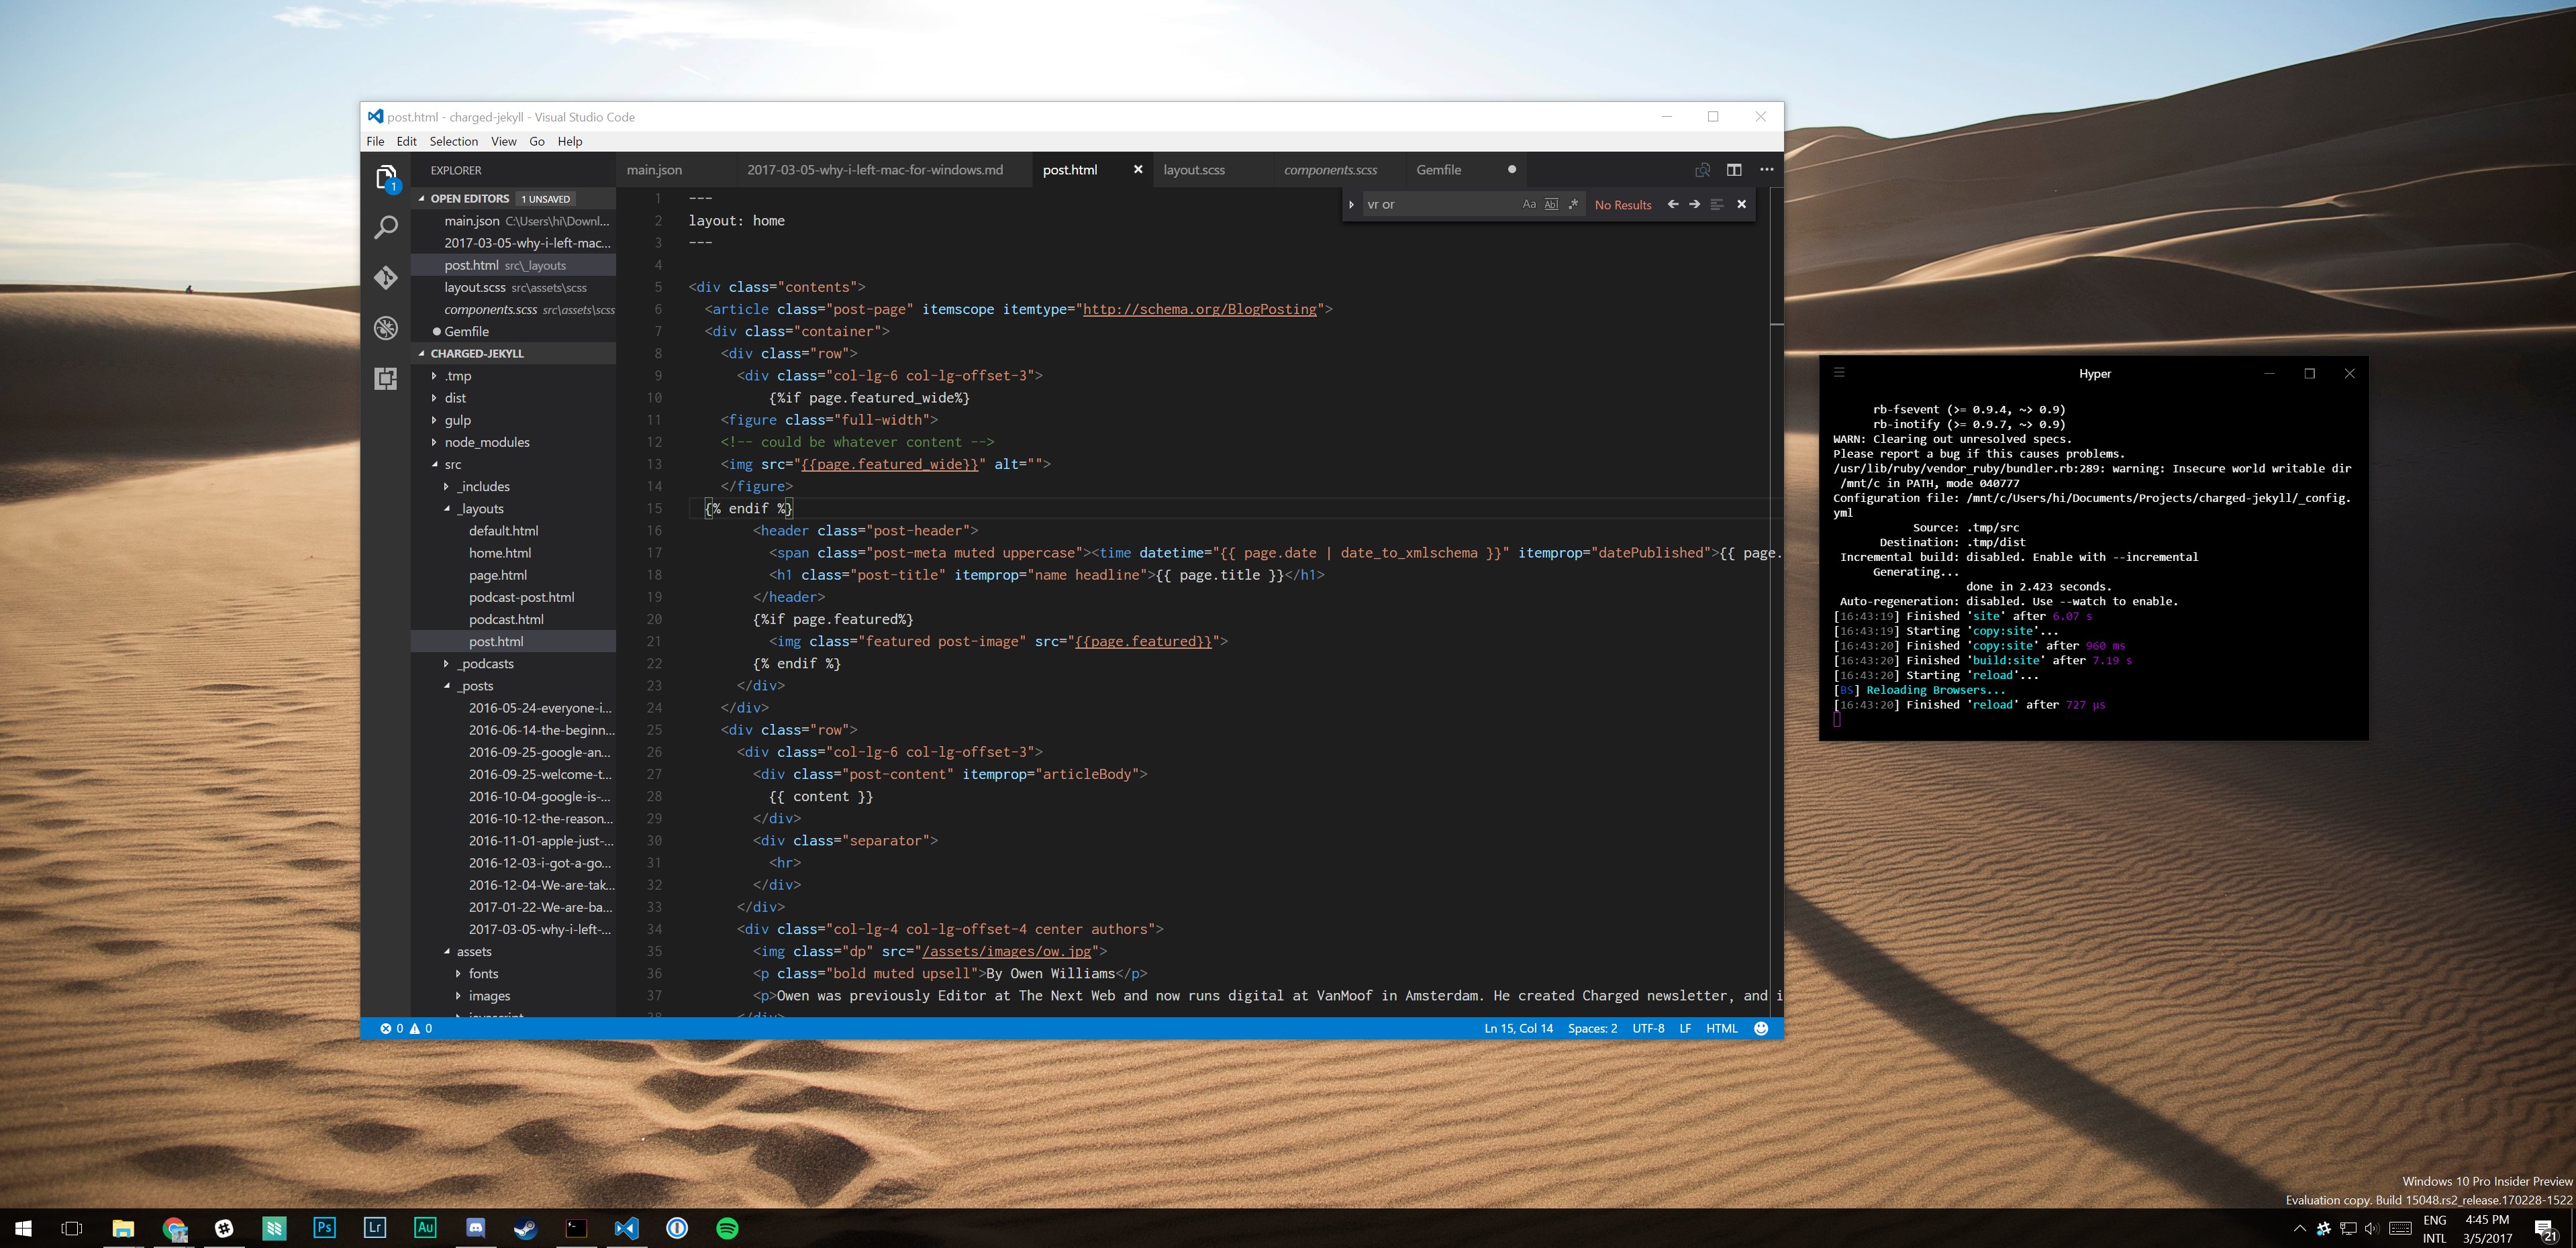 post.html - charged-jekyll - Visual Studio Code
File Edit Selection View Go Help
EXPLORER
OPEN EDITORS 1 UNSAVED
main.json C:\Users\hi\Downl...
2017-03-05-why-i-left-mac...
post.html src\_layouts
layout.scss src\assets\scss
components.scss src\assets\scss
Gemfile
CHARGED-JEKYLL
.tmp
dist
gulp
node_modules
src
_includes
_layouts
default.html
home.html
page.html
podcast-post.html
podcast.html
post.html
_podcasts
_posts
2016-05-24-everyone-i...
2016-06-14-the-beginn...
2016-09-25-google-an...
2016-09-25-welcome-t...
2016-10-04-google-is-...
2016-10-12-the-reason...
2016-11-01-apple-just-...
2016-12-03-i-got-a-go...
2016-12-04-We-are-tak...
2017-01-22-We-are-ba...
2017-03-05-why-i-left-...
assets
fonts
images
main.json 2017-03-05-why-i-left-mac-for-windows.md post.html layout.scss components.scss Gemfile
vr or Aa Abl .* No Results
1 ---
2 layout: home
3 ---
4
5 <div class="contents">
6 <article class="post-page" itemscope itemtype="http://schema.org/BlogPosting">
7 <div class="container">
8 <div class="row">
9 <div class="col-lg-6 col-lg-offset-3">
10 {%if page.featured_wide%}
11 <figure class="full-width">
12 <!-- could be whatever content -->
13 <img src="{{page.featured_wide}}" alt="">
14 </figure>
15 {% endif %}
16 <header class="post-header">
17 <span class="post-meta muted uppercase"><time datetime="{{ page.date | date_to_xmlschema }}" itemprop="datePublished">{{ page.
18 <h1 class="post-title" itemprop="name headline">{{ page.title }}</h1>
19 </header>
20 {%if page.featured%}
21 <img class="featured post-image" src="{{page.featured}}">
22 {% endif %}
23 </div>
24 </div>
25 <div class="row">
26 <div class="col-lg-6 col-lg-offset-3">
27 <div class="post-content" itemprop="articleBody">
28 {{ content }}
29 </div>
30 <div class="separator">
31 <hr>
32 </div>
33 </div>
34 <div class="col-lg-4 col-lg-offset-4 center authors">
35 <img class="dp" src="/assets/images/ow.jpg">
36 <p class="bold muted upsell">By Owen Williams</p>
37 <p>Owen was previously Editor at The Next Web and now runs digital at VanMoof in Amsterdam. He created Charged newsletter, and i
0 0 Ln 15, Col 14 Spaces: 2 UTF-8 LF HTML
Hyper
rb-fsevent (>= 0.9.4, ~> 0.9)
rb-inotify (>= 0.9.7, ~> 0.9)
WARN: Clearing out unresolved specs.
Please report a bug if this causes problems.
/usr/lib/ruby/vendor_ruby/bundler.rb:289: warning: Insecure world writable dir
/mnt/c in PATH, mode 040777
Configuration file: /mnt/c/Users/hi/Documents/Projects/charged-jekyll/_config.
yml
Source: .tmp/src
Destination: .tmp/dist
Incremental build: disabled. Enable with --incremental
Generating...
done in 2.423 seconds.
Auto-regeneration: disabled. Use --watch to enable.
[16:43:19] Finished 'site' after 6.07 s
[16:43:19] Starting 'copy:site'...
[16:43:20] Finished 'copy:site' after 960 ms
[16:43:20] Finished 'build:site' after 7.19 s
[16:43:20] Starting 'reload'...
[BS] Reloading Browsers...
[16:43:20] Finished 'reload' after 727 μs
Windows 10 Pro Insider Preview
Evaluation copy. Build 15048.rs2_release.170228-1522
Ps Lr Au
ENG
INTL
4:45 PM
3/5/2017
21